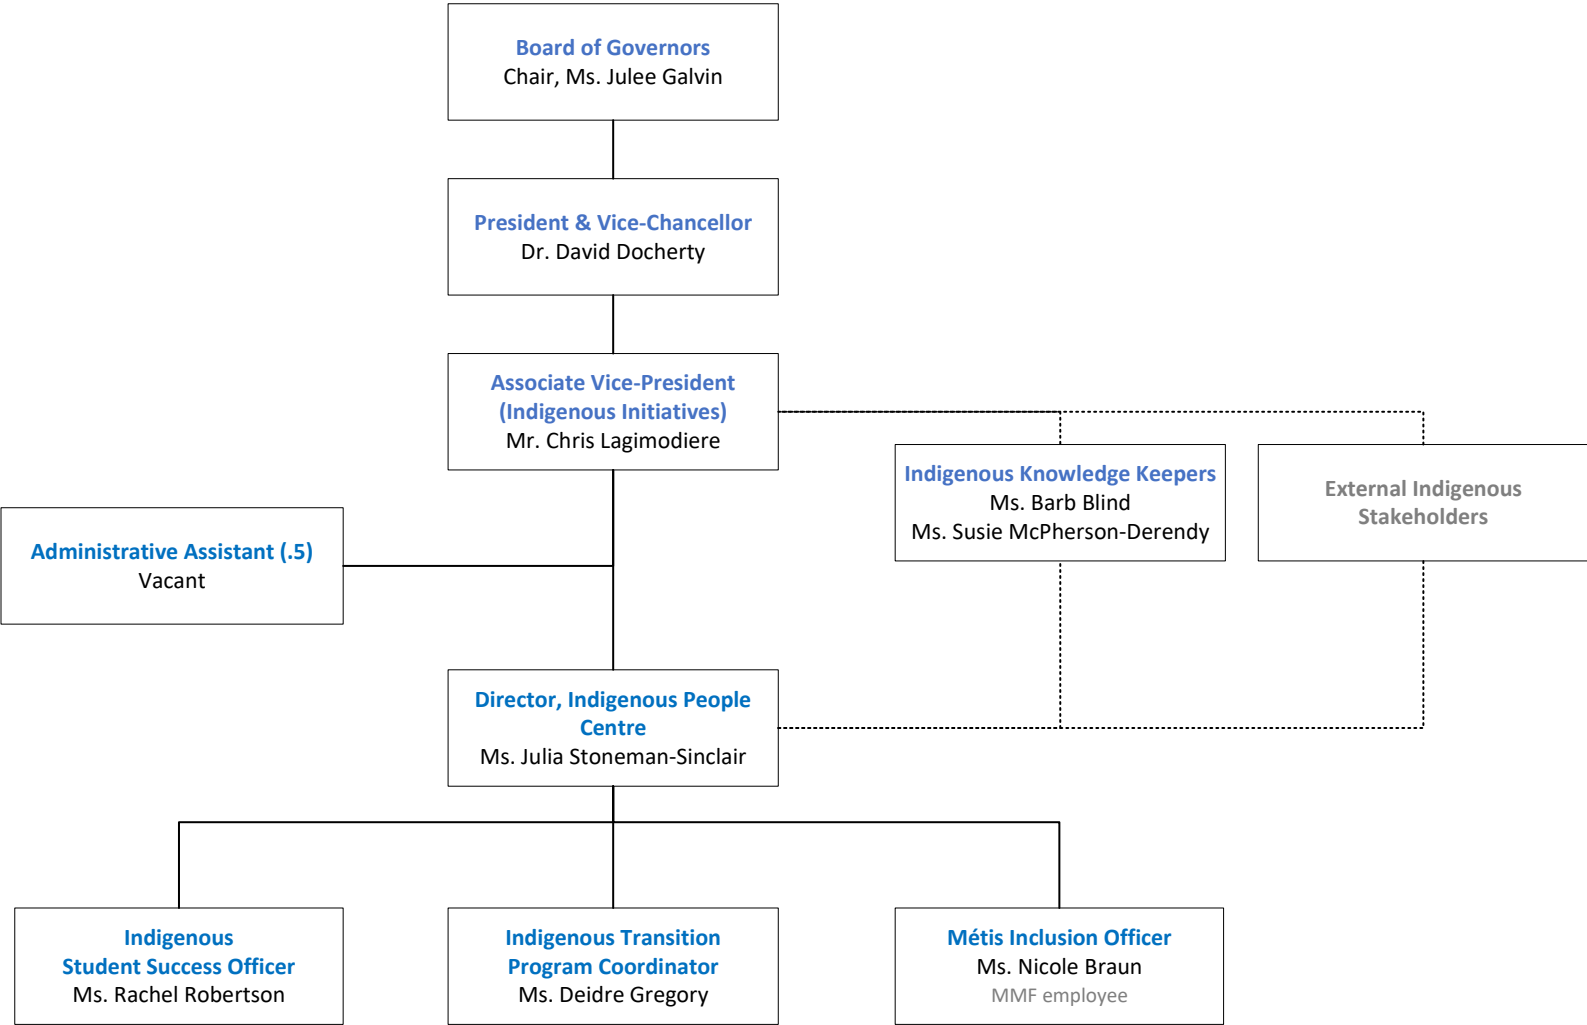 Board of Governors
Chair, Ms. Julee Galvin
President & Vice-Chancellor
Dr. David Docherty
Associate Vice-President
(Indigenous Initiatives)
Mr. Chris Lagimodiere
Indigenous Knowledge Keepers
Ms. Barb Blind
Ms. Susie McPherson-Derendy
External Indigenous
Stakeholders
Administrative Assistant (.5)
Vacant
Director, Indigenous People
Centre
Ms. Julia Stoneman-Sinclair
Indigenous
Student Success Officer
Ms. Rachel Robertson
Indigenous Transition
Program Coordinator
Ms. Deidre Gregory
Métis Inclusion Officer
Ms. Nicole Braun
MMF employee